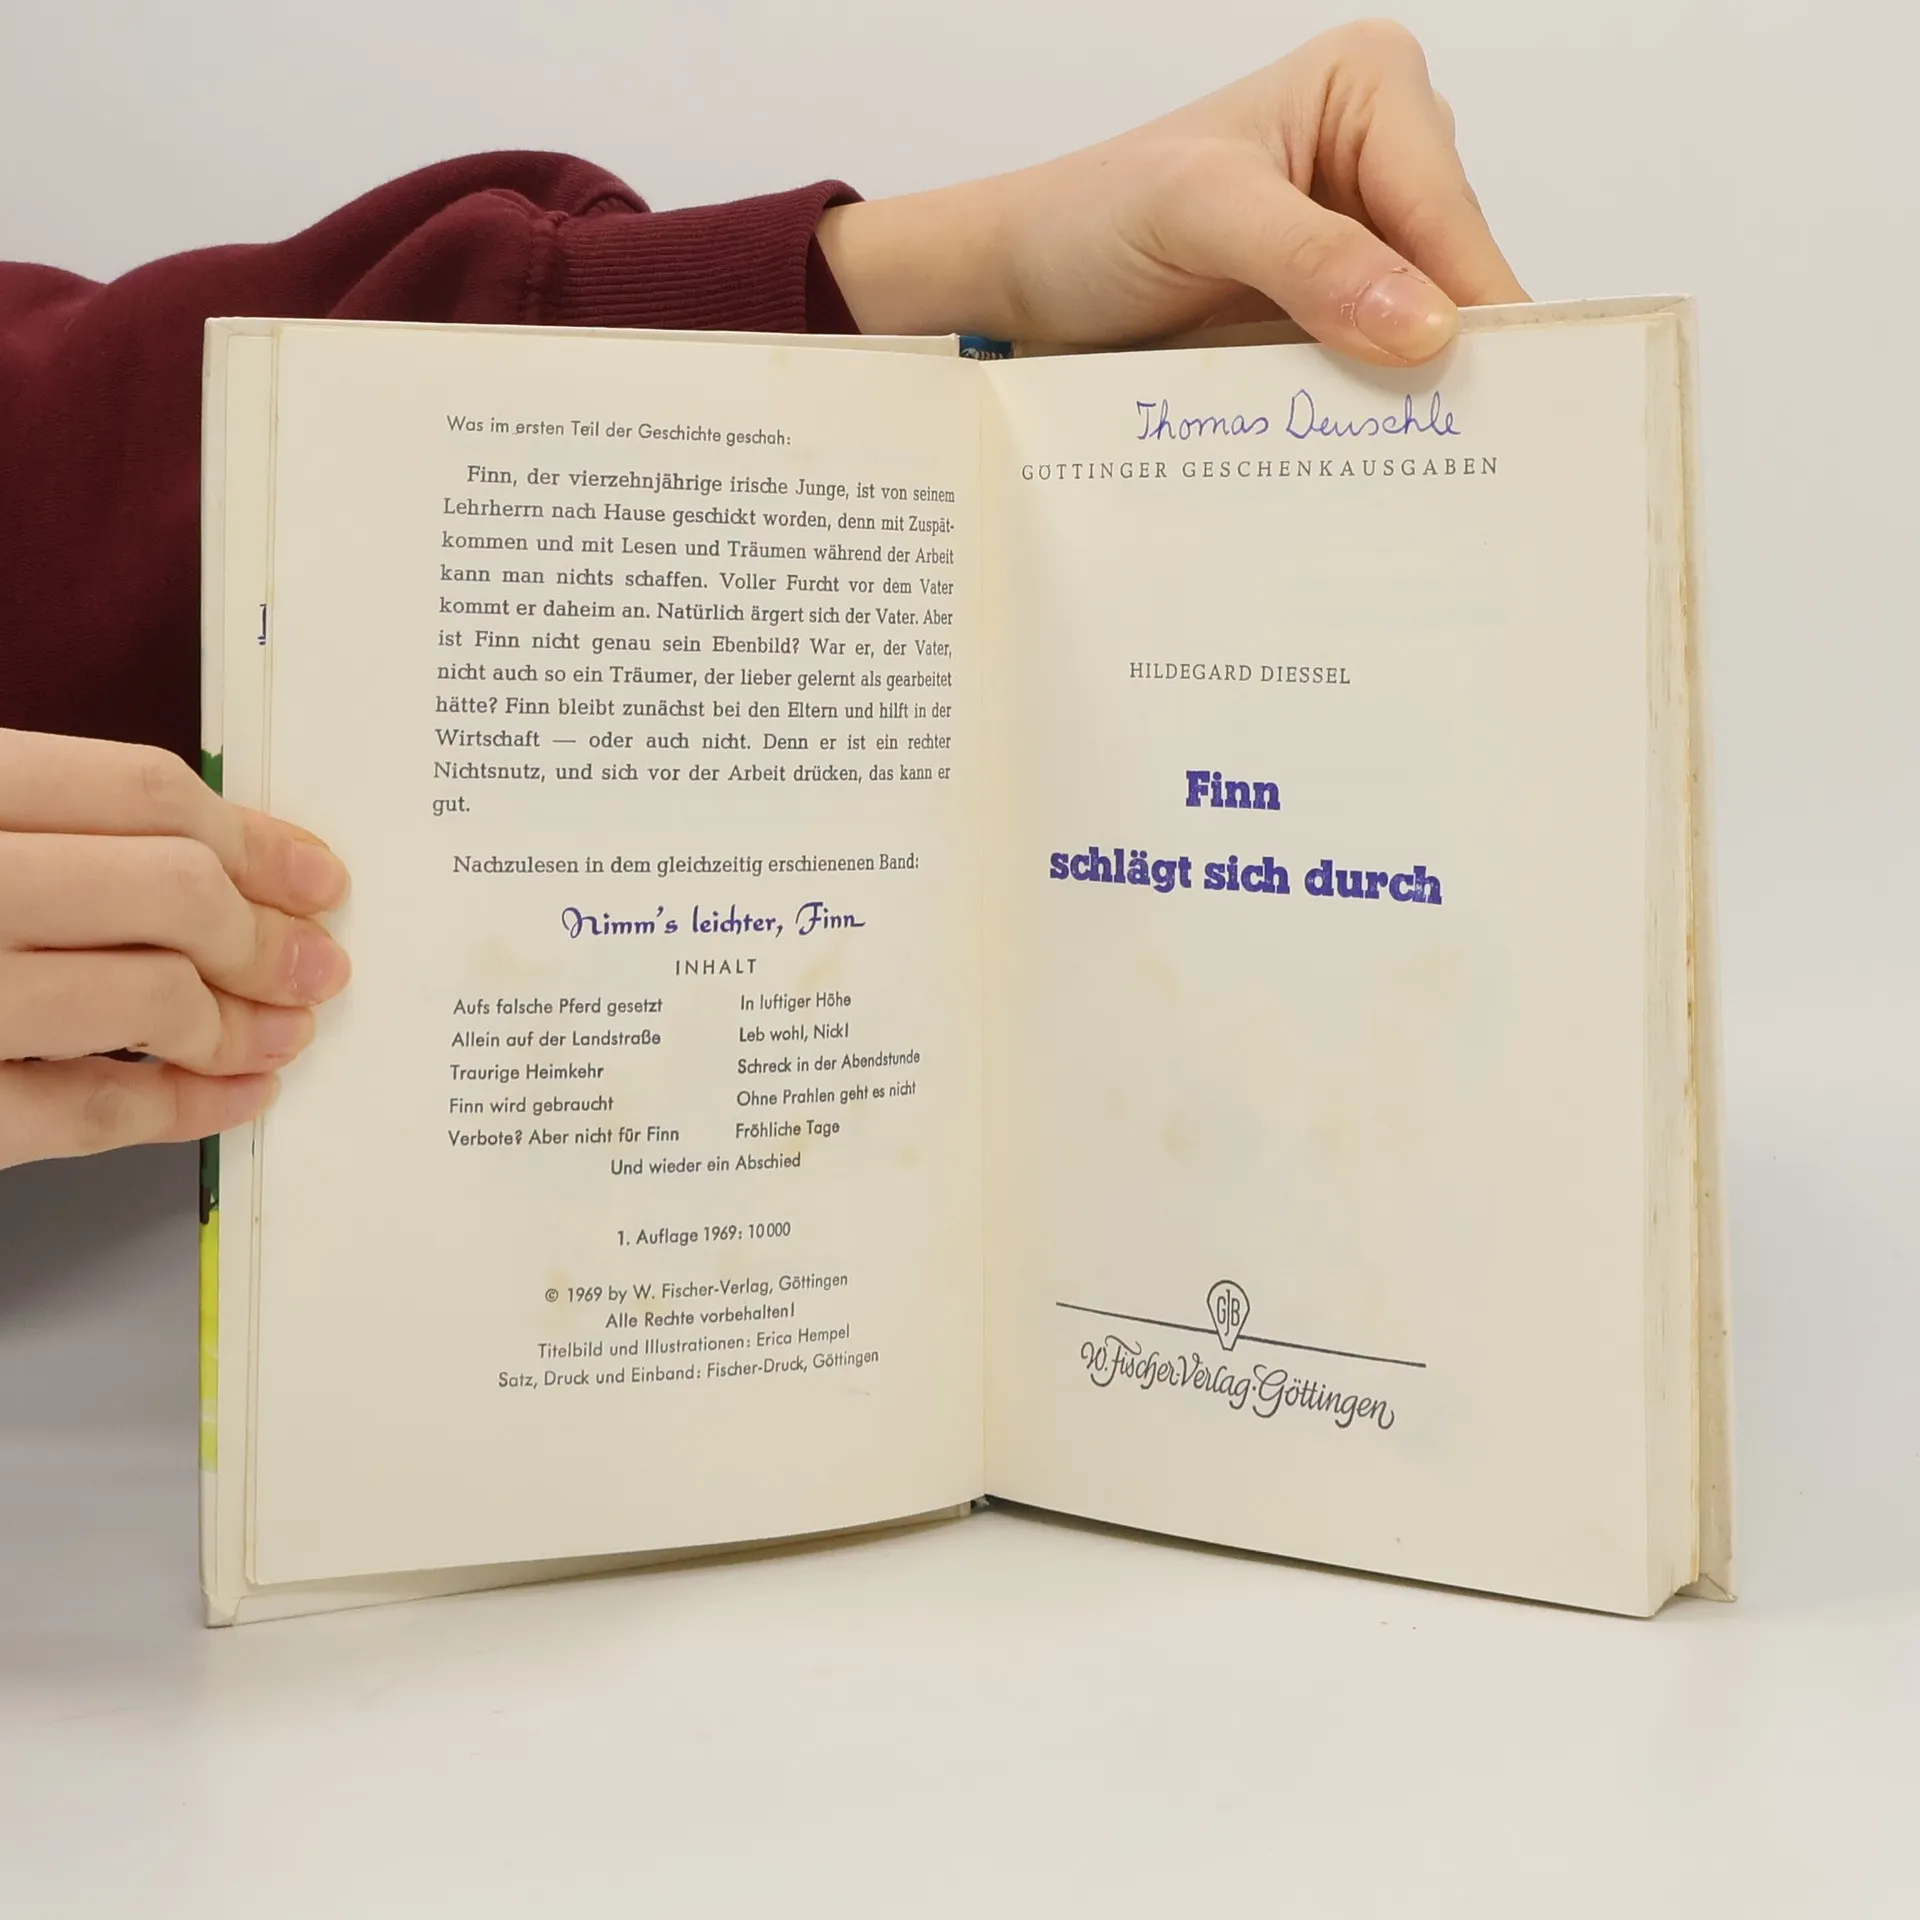 Was im ersten Teil der Geschichte geschah:
Finn, der vierzehnjährige irische Junge, ist von seinem
Lehrherrn nach Hause geschickt worden, denn mit Zuspät-
kommen und mit Lesen und Träumen während der Arbeit
kann man nichts schaffen. Voller Furcht vor dem Vater
kommt er daheim an. Natürlich ärgert sich der Vater. Aber
ist Finn nicht genau sein Ebenbild? War er, der Vater,
nicht auch so ein Träumer, der lieber gelernt als gearbeitet
hätte? Finn bleibt zunächst bei den Eltern und hilft in der
Wirtschaft — oder auch nicht. Denn er ist ein rechter
Nichtsnutz, und sich vor der Arbeit drücken, das kann er
gut.
Nachzulesen in dem gleichzeitig erschienenen Band:
Nimm's leichter, Finn
INHALT
Aufs falsche Pferd gesetzt
Allein auf der Landstraße
Traurige Heimkehr
Finn wird gebraucht
Verbote? Aber nicht für Finn
In luftiger Höhe
Leb wohl, Nickl
Schreck in der Abendstunde
Ohne Prahlen geht es nicht
Fröhliche Tage
Und wieder ein Abschied
1. Auflage 1969: 10 000
© 1969 by W. Fischer-Verlag, Göttingen
Alle Rechte vorbehalten!
Titelbild und Illustrationen: Erica Hempel
Satz, Druck und Einband: Fischer-Druck, Göttingen
Thomas Deuschle
GÖTTINGER GESCHENKAUSGABEN
HILDEGARD DIESSEL
Finn
schlägt sich durch
GJB
W. Fischer-Verlag · Göttingen